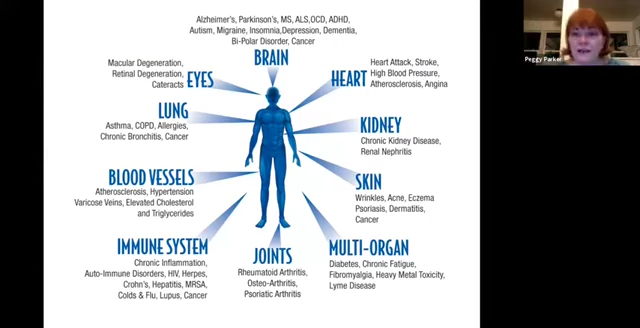 Alzheimer's, Parkinson's, MS, ALS,OCD, ADHD,
Autism, Migraine, Insomnia,Depression, Dementia,
Bi-Polar Disorder, Cancer
BRAIN
Macular Degeneration,
Retinal Degeneration,
Cataracts
EYES
HEART
Heart Attack, Stroke,
High Blood Pressure,
Atherosclerosis, Angina
LUNG
Asthma, COPD, Allergies,
Chronic Bronchitis, Cancer
KIDNEY
Chronic Kidney Disease,
Renal Nephritis
BLOOD VESSELS
Atherosclerosis, Hypertension
Varicose Veins, Elevated Cholesterol
and Triglycerides
SKIN
Wrinkles, Acne, Eczema
Psoriasis, Dermatitis,
Cancer
IMMUNE SYSTEM
Chronic Inflammation,
Auto-Immune Disorders, HIV, Herpes,
Crohn's, Hepatitis, MRSA,
Colds & Flu, Lupus, Cancer
JOINTS
Rheumatoid Arthritis,
Osteo-Arthritis,
Psoriatic Arthritis
MULTI-ORGAN
Diabetes, Chronic Fatigue,
Fibromyalgia, Heavy Metal Toxicity,
Lyme Disease
Peggy Parker